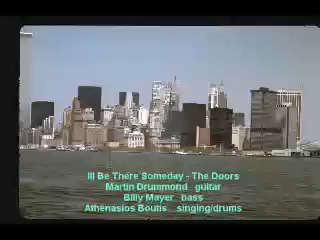 Ill Be There Someday - The Doors
Martin Drummond guitar
Billy Mayer bass
Athenasios Boutis singing/drums